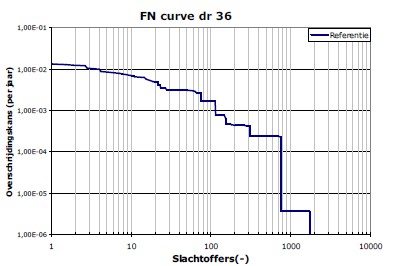 FN curve dr 36
1,00E-01
Referentie
1,00E-02
1,00E-03
1,00E-04
1,00E-05
1,00E-06
Overschrijdingskans (per jaar)
1 10 100 1000 10000
Slachtoffers(-)